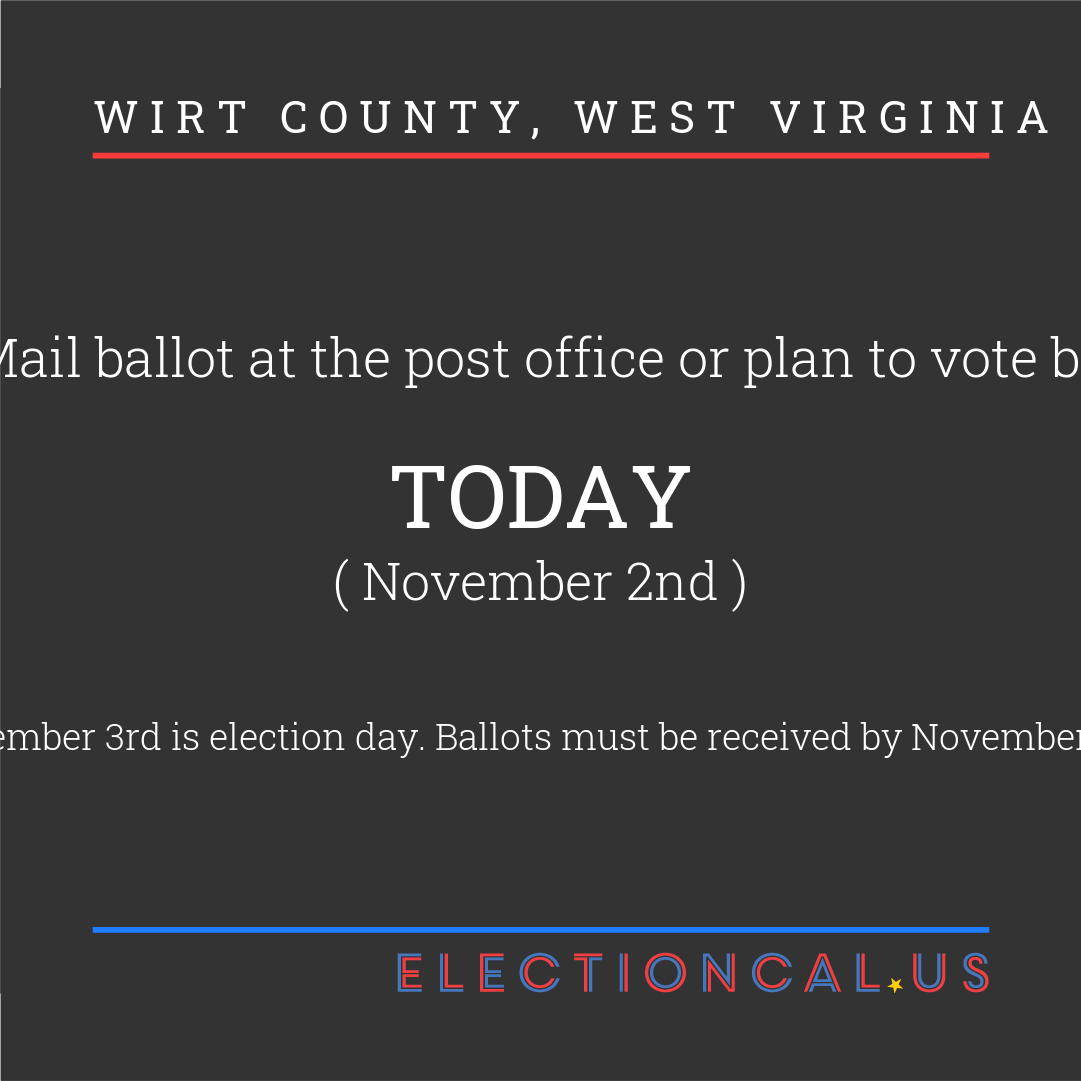 WIRT COUNTY, WEST VIRGINIA
Mail ballot at the post office or plan to vote b
TODAY
( November 2nd )
ember 3rd is election day. Ballots must be received by November
ELECTIONCAL.US